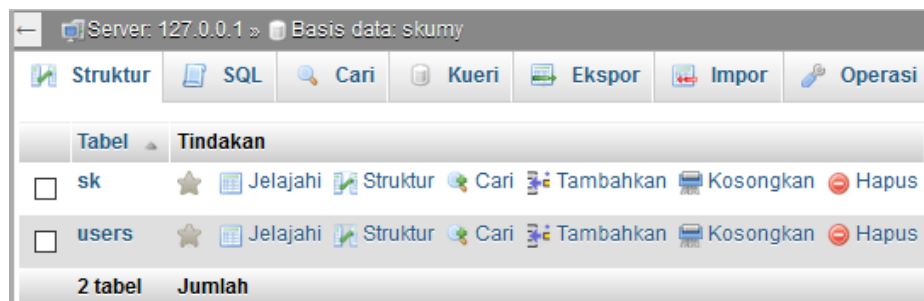 Server: 127.0.0.1 » Basis data: skumy
Struktur SQL Cari Kueri Ekspor Impor Operasi
Tabel Tindakan
sk Jelajahi Struktur Cari Tambahkan Kosongkan Hapus
users Jelajahi Struktur Cari Tambahkan Kosongkan Hapus
2 tabel Jumlah